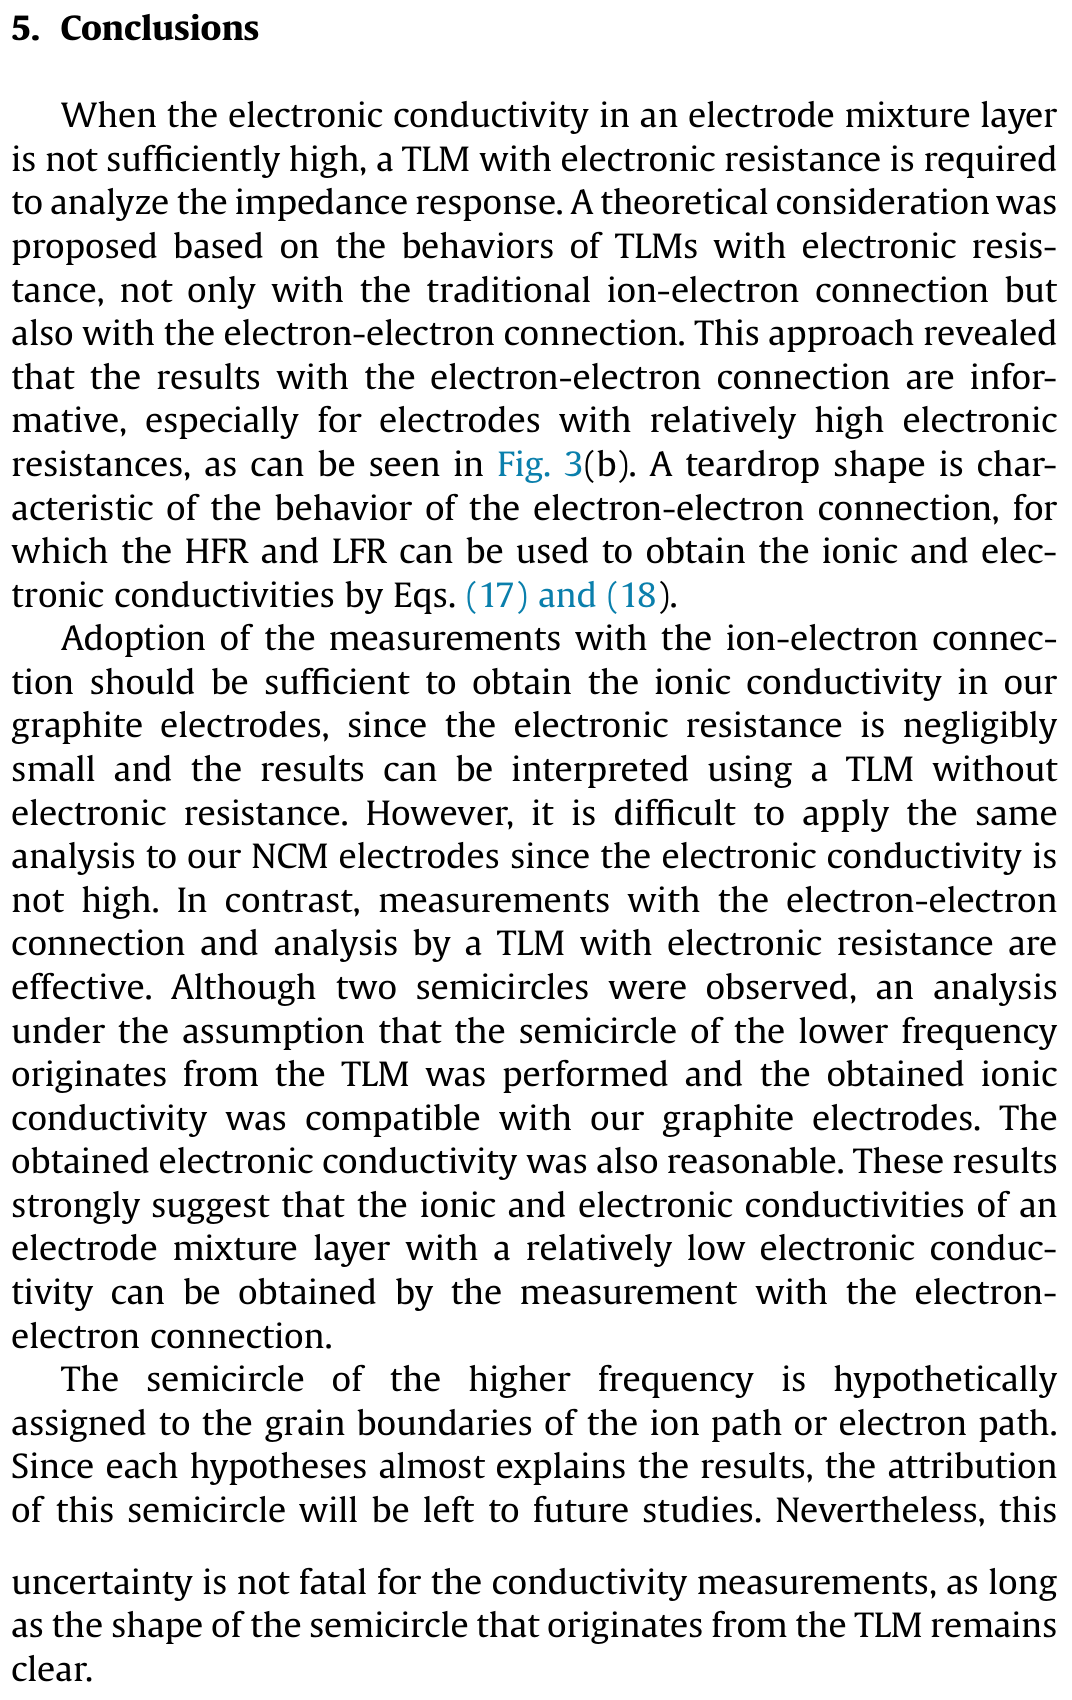 5. Conclusions
When the electronic conductivity in an electrode mixture layer
is not sufficiently high, a TLM with electronic resistance is required
to analyze the impedance response. A theoretical consideration was
proposed based on the behaviors of TLMs with electronic resis-
tance, not only with the traditional ion-electron connection but
also with the electron-electron connection. This approach revealed
that the results with the electron-electron connection are infor-
mative, especially for electrodes with relatively high electronic
resistances, as can be seen in Fig. 3(b). A teardrop shape is char-
acteristic of the behavior of the electron-electron connection, for
which the HFR and LFR can be used to obtain the ionic and elec-
tronic conductivities by Eqs. (17) and (18).
Adoption of the measurements with the ion-electron connec-
tion should be sufficient to obtain the ionic conductivity in our
graphite electrodes, since the electronic resistance is negligibly
small and the results can be interpreted using a TLM without
electronic resistance. However, it is difficult to apply the same
analysis to our NCM electrodes since the electronic conductivity is
not high. In contrast, measurements with the electron-electron
connection and analysis by a TLM with electronic resistance are
effective. Although two semicircles were observed, an analysis
under the assumption that the semicircle of the lower frequency
originates from the TLM was performed and the obtained ionic
conductivity was compatible with our graphite electrodes. The
obtained electronic conductivity was also reasonable. These results
strongly suggest that the ionic and electronic conductivities of an
electrode mixture layer with a relatively low electronic conduc-
tivity can be obtained by the measurement with the electron-
electron connection.
The semicircle of the higher frequency is hypothetically
assigned to the grain boundaries of the ion path or electron path.
Since each hypotheses almost explains the results, the attribution
of this semicircle will be left to future studies. Nevertheless, this
uncertainty is not fatal for the conductivity measurements, as long
as the shape of the semicircle that originates from the TLM remains
clear.